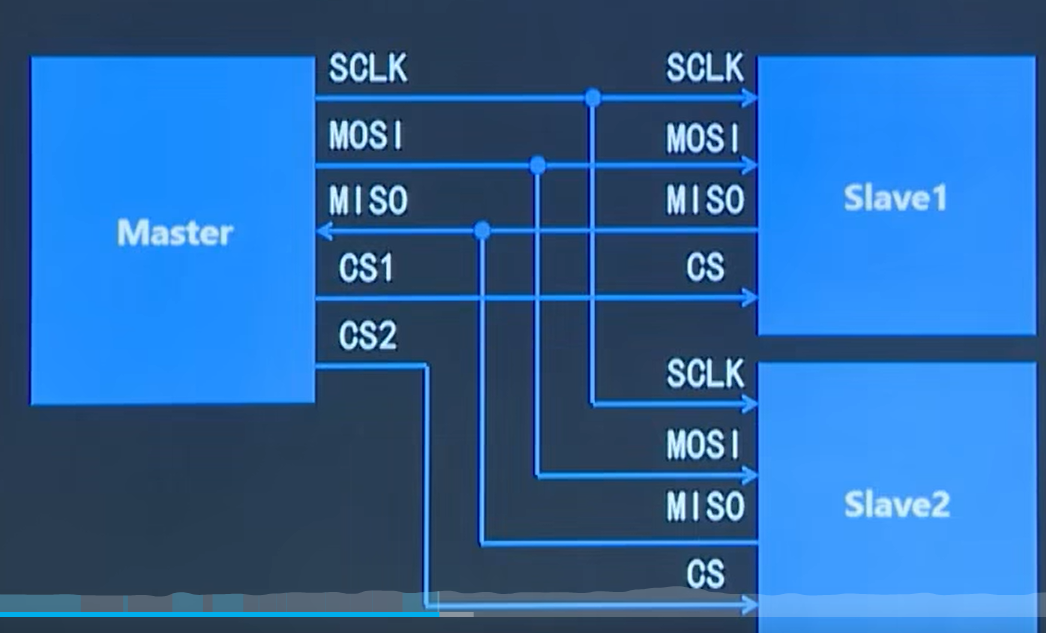 SCLK SCLK
MOSI MOSI
MISO MISO
Master Slave1
CS1 CS
CS2
SCLK
MOSI
MISO
Slave2
CS